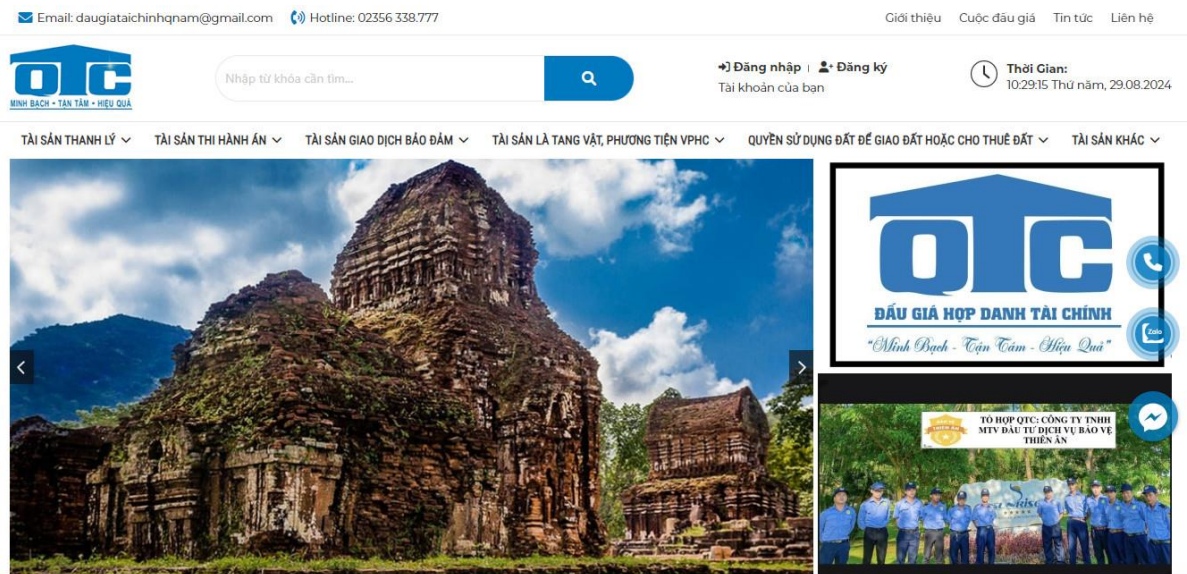 Email: daugiataichinhqnam@gmail.com
Hotline: 02356 338.777
Giới thiệu
Cuộc đấu giá
Tin tức
Liên hệ
QTC
MINH BẠCH • TẬN TÂM • HIỆU QUẢ
Nhập từ khóa cần tìm...
Đăng nhập
Đăng ký
Tài khoản của bạn
Thời Gian:
10:29:15 Thứ năm, 29.08.2024
TÀI SẢN THANH LÝ
TÀI SẢN THI HÀNH ÁN
TÀI SẢN GIAO DỊCH BẢO ĐẢM
TÀI SẢN LÀ TANG VẬT, PHƯƠNG TIỆN VPHC
QUYỀN SỬ DỤNG ĐẤT ĐỂ GIAO ĐẤT HOẶC CHO THUÊ ĐẤT
TÀI SẢN KHÁC
QTC
ĐẤU GIÁ HỢP DANH TÀI CHÍNH
"Minh Bạch - Tận Tâm - Hiệu Quả"
Zalo
TỔ HỢP QTC: CÔNG TY TNHH
MTV ĐẦU TƯ DỊCH VỤ BẢO VỆ
THIÊN ÂN